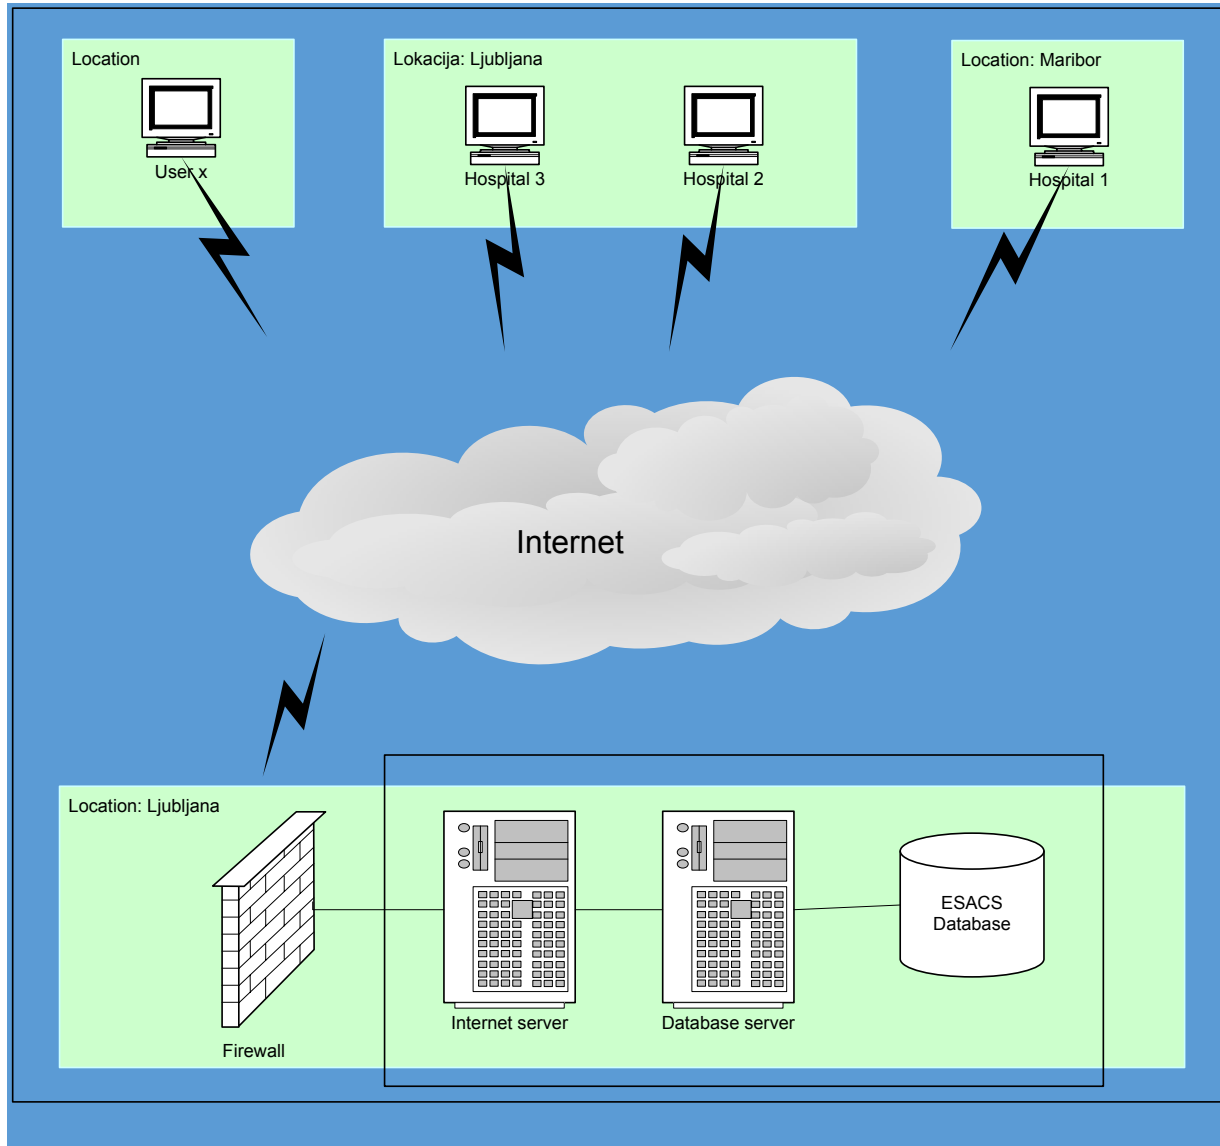 Location
User x
Lokacija: Ljubljana
Hospital 3
Hospital 2
Location: Maribor
Hospital 1
Internet
Location: Ljubljana
Firewall
Internet server
Database server
ESACS
Database